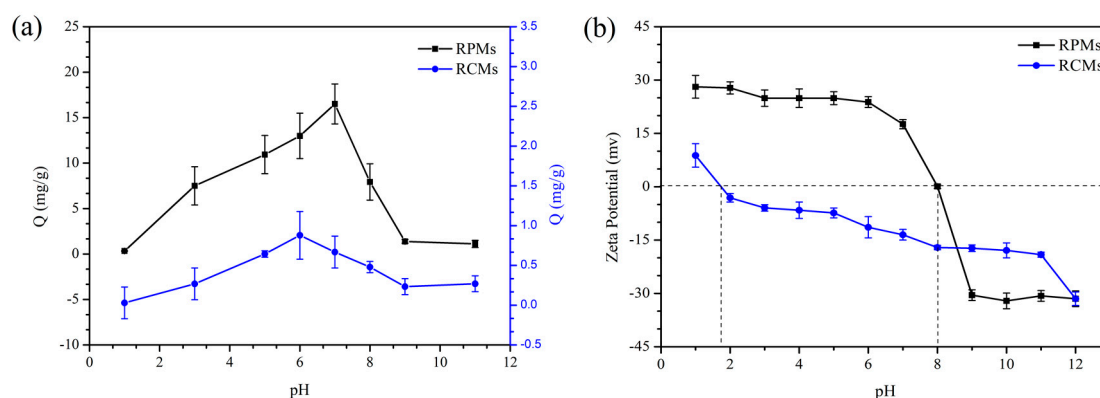 (a)
25
20
15
10
5
0
-5
-10
Q (mg/g)
RPMs
RCMs
3.5
3.0
2.5
2.0
1.5
1.0
0.5
0.0
-0.5
Q (mg/g)
0 2 4 6 8 10 12
pH
(b)
45
30
15
0
-15
-30
-45
Zeta Potential (mv)
RPMs
RCMs
0 2 4 6 8 10 12
pH